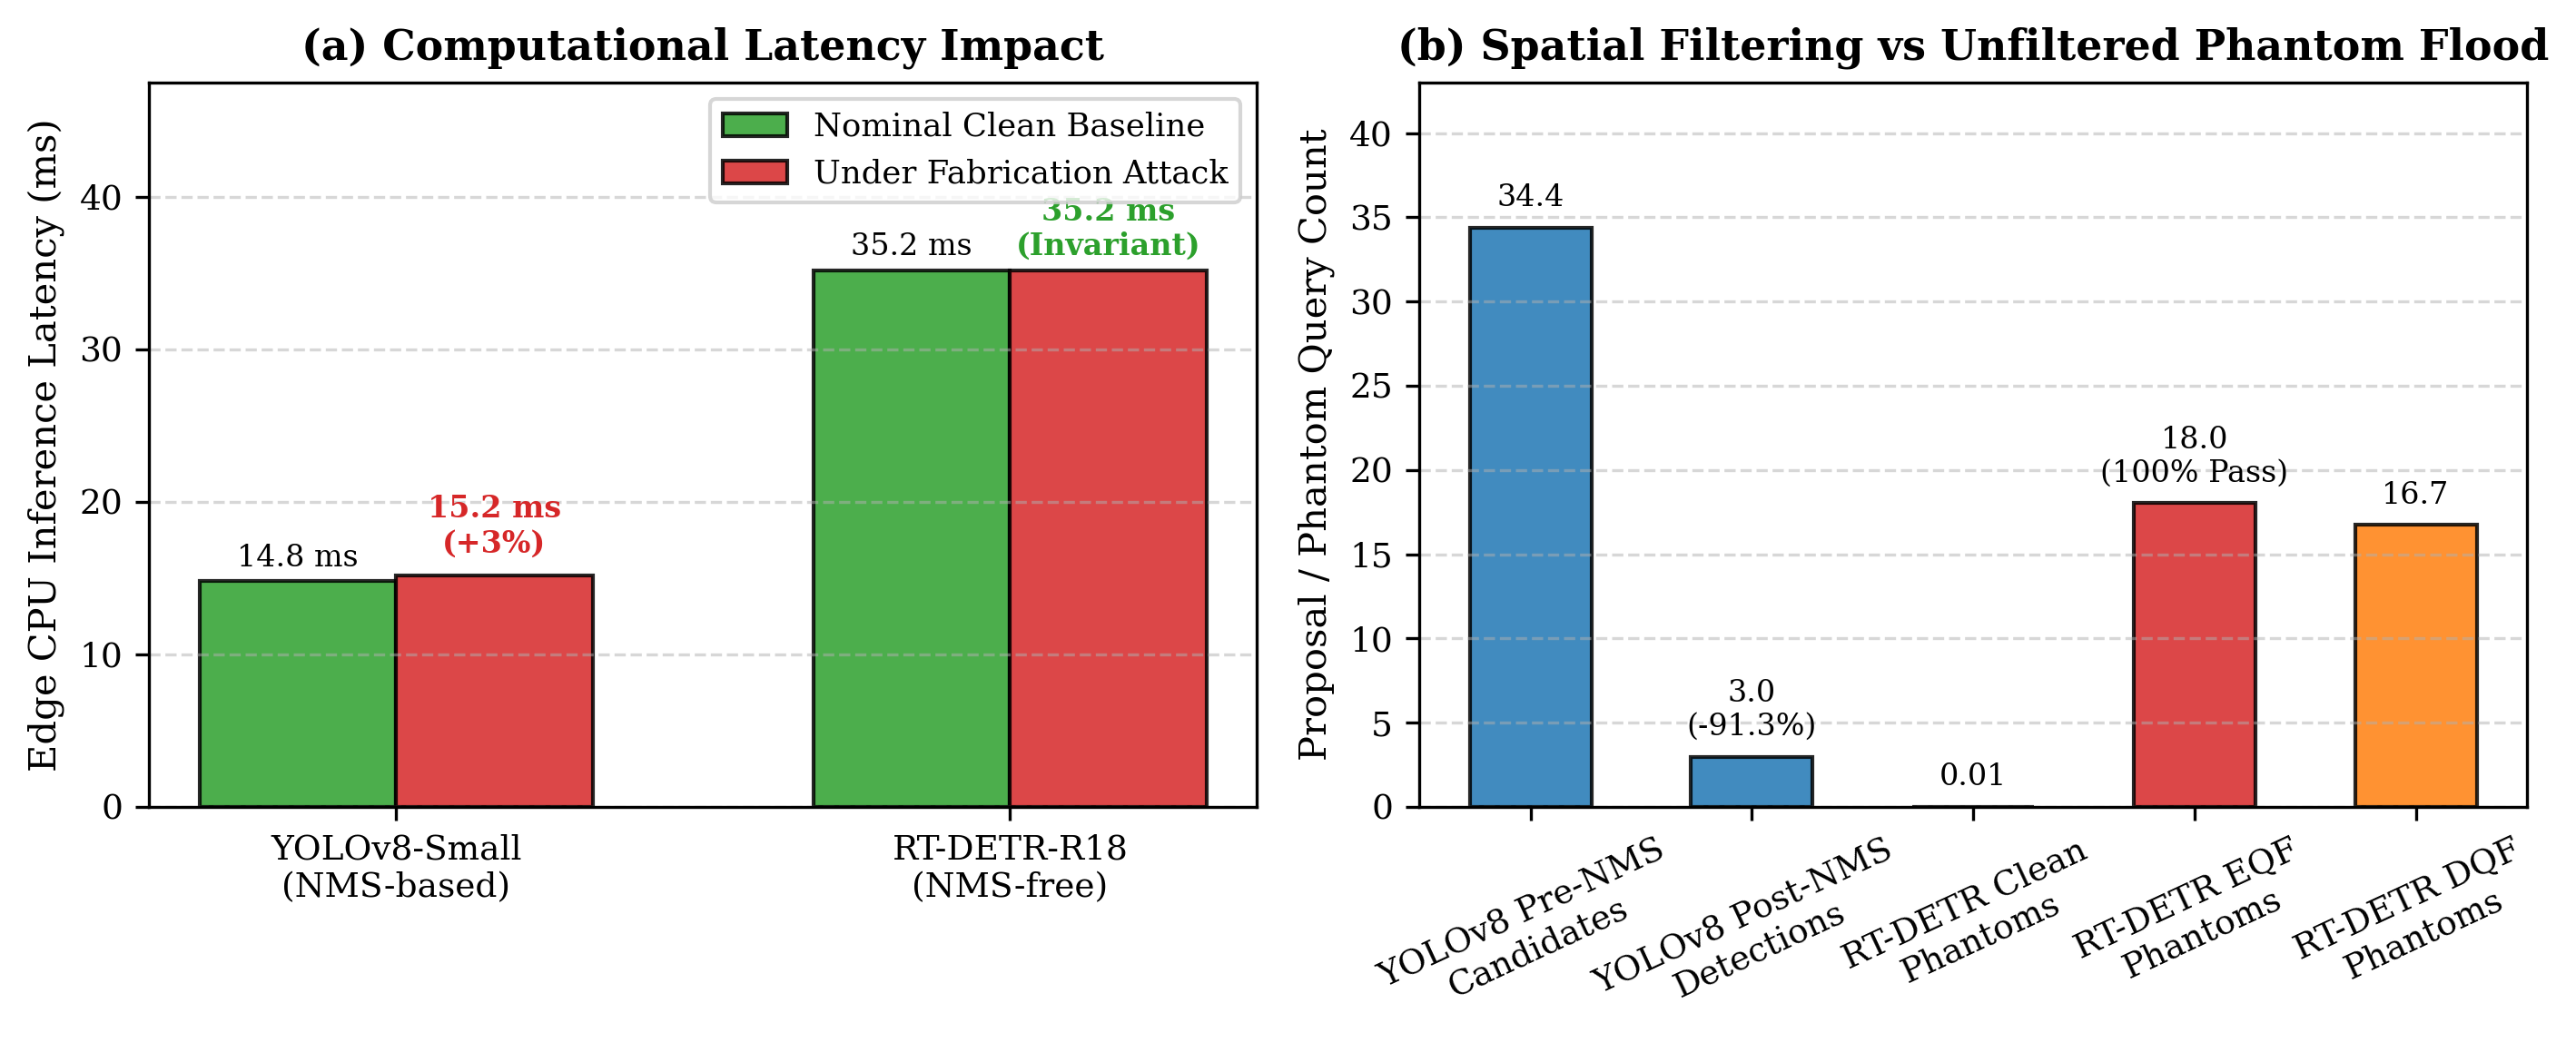 (a) Computational Latency Impact
Edge CPU Inference Latency (ms)
40
30
20
10
0
Nominal Clean Baseline
Under Fabrication Attack
14.8 ms
15.2 ms
(+3%)
35.2 ms
35.2 ms
(Invariant)
YOLOv8-Small
(NMS-based)
RT-DETR-R18
(NMS-free)
(b) Spatial Filtering vs Unfiltered Phantom Flood
Proposal / Phantom Query Count
40
35
30
25
20
15
10
5
0
34.4
3.0
(-91.3%)
0.01
18.0
(100% Pass)
16.7
YOLOv8 Pre-NMS
Candidates
YOLOv8 Post-NMS
Detections
RT-DETR Clean
Phantoms
RT-DETR EQF
Phantoms
RT-DETR DQF
Phantoms